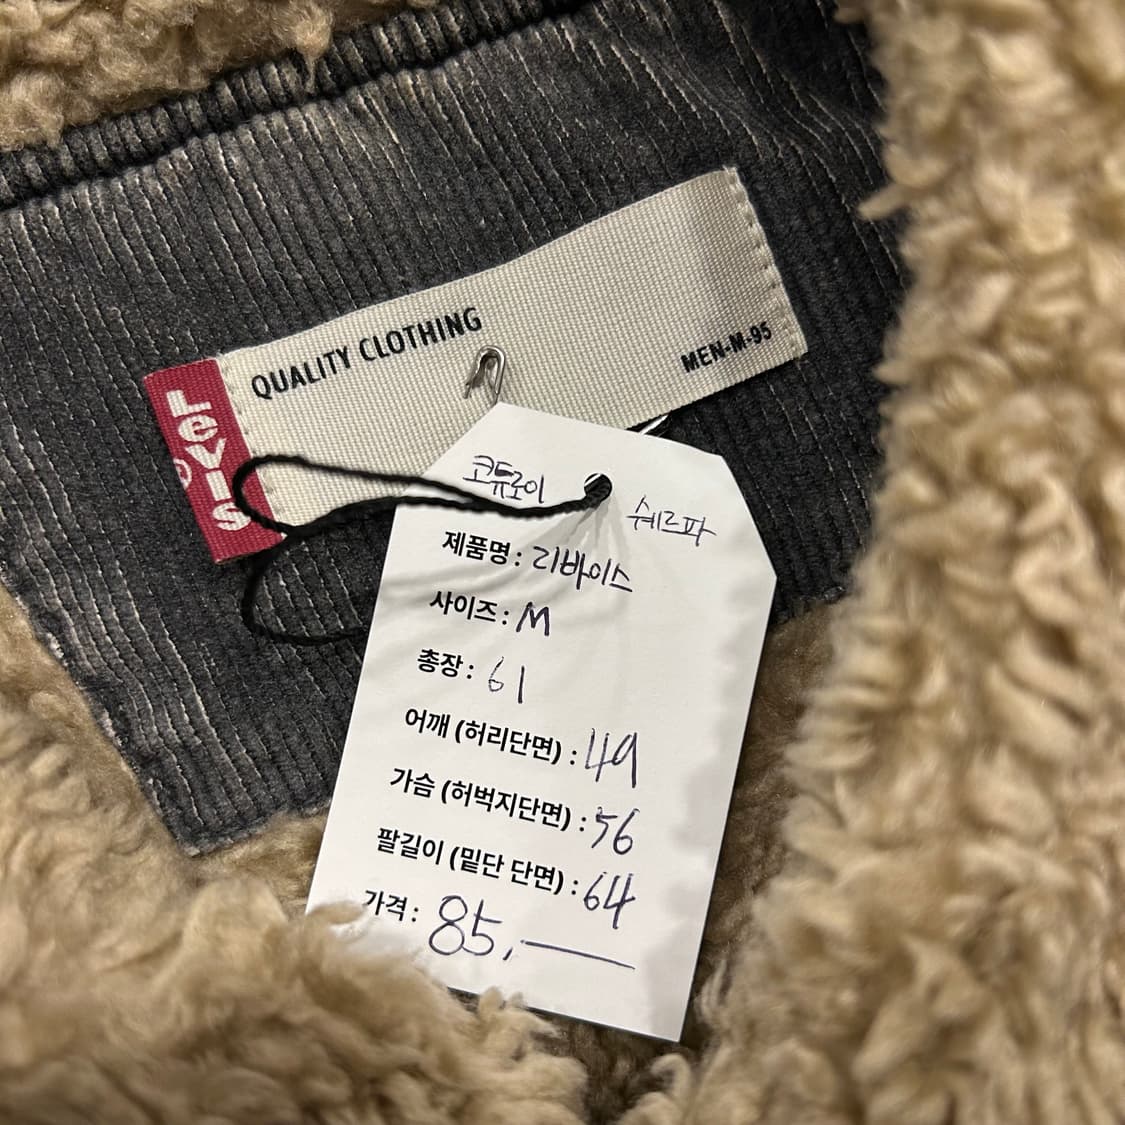 QUALITY CLOTHING
MEN-M-95
Levi's
®
코듀로이 쉐르파
제품명: 리바이스
사이즈: M
총장: 61
어깨 (허리단면): 49
가슴 (허벅지단면): 56
팔길이 (밑단 단면): 64
가격: 85,—